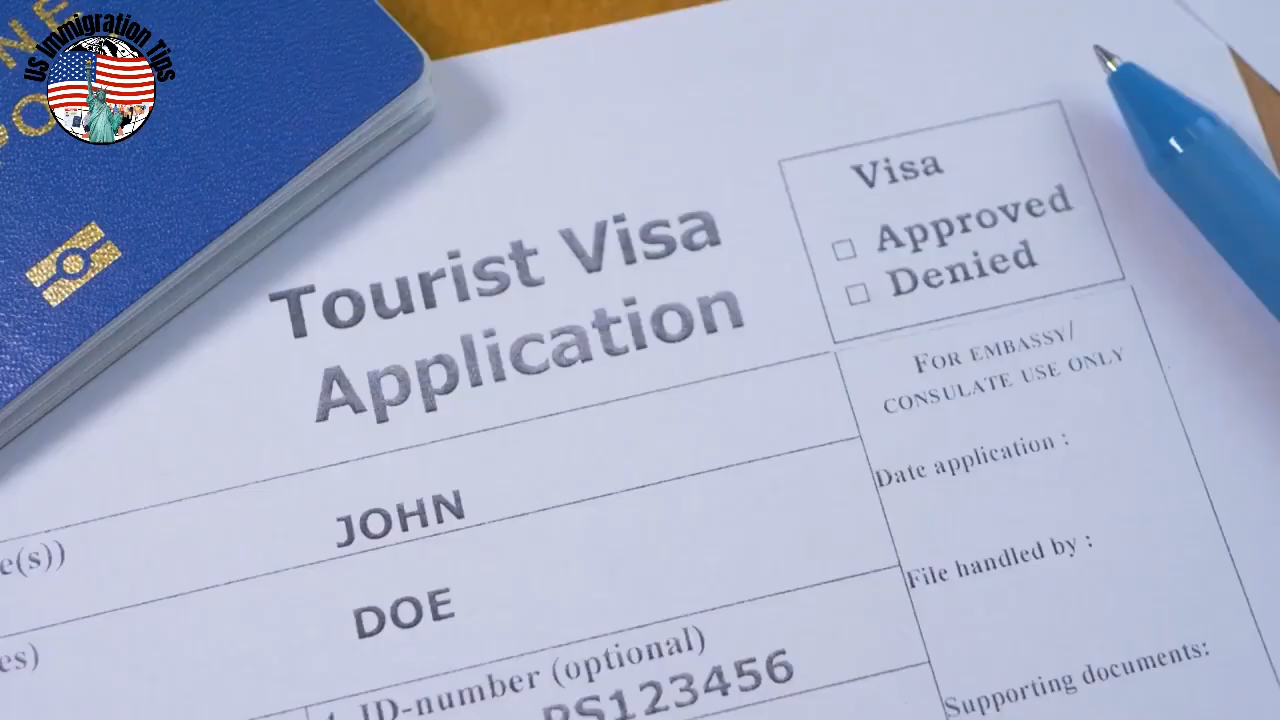 US Immigration Tips
Visa
Approved
Denied
Tourist Visa
Application
FOR EMBASSY/
CONSULATE USE ONLY
Date application :
JOHN
e(s))
File handled by :
DOE
es)
ID-number (optional)
PS123456
Supporting documents: